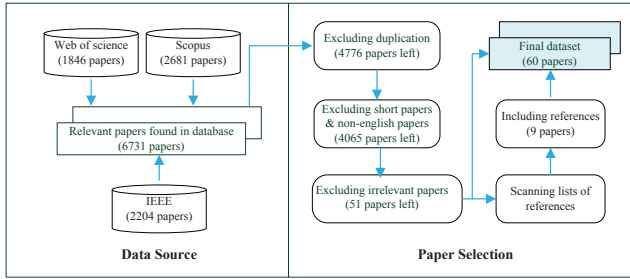 Web of science
(1846 papers)
Scopus
(2681 papers)
Relevant papers found in database
(6731 papers)
IEEE
(2204 papers)
Data Source
Excluding duplication
(4776 papers left)
Excluding short papers
& non-english papers
(4065 papers left)
Excluding irrelevant papers
(51 papers left)
Scanning lists of
references
Including references
(9 papers)
Final dataset
(60 papers)
Paper Selection